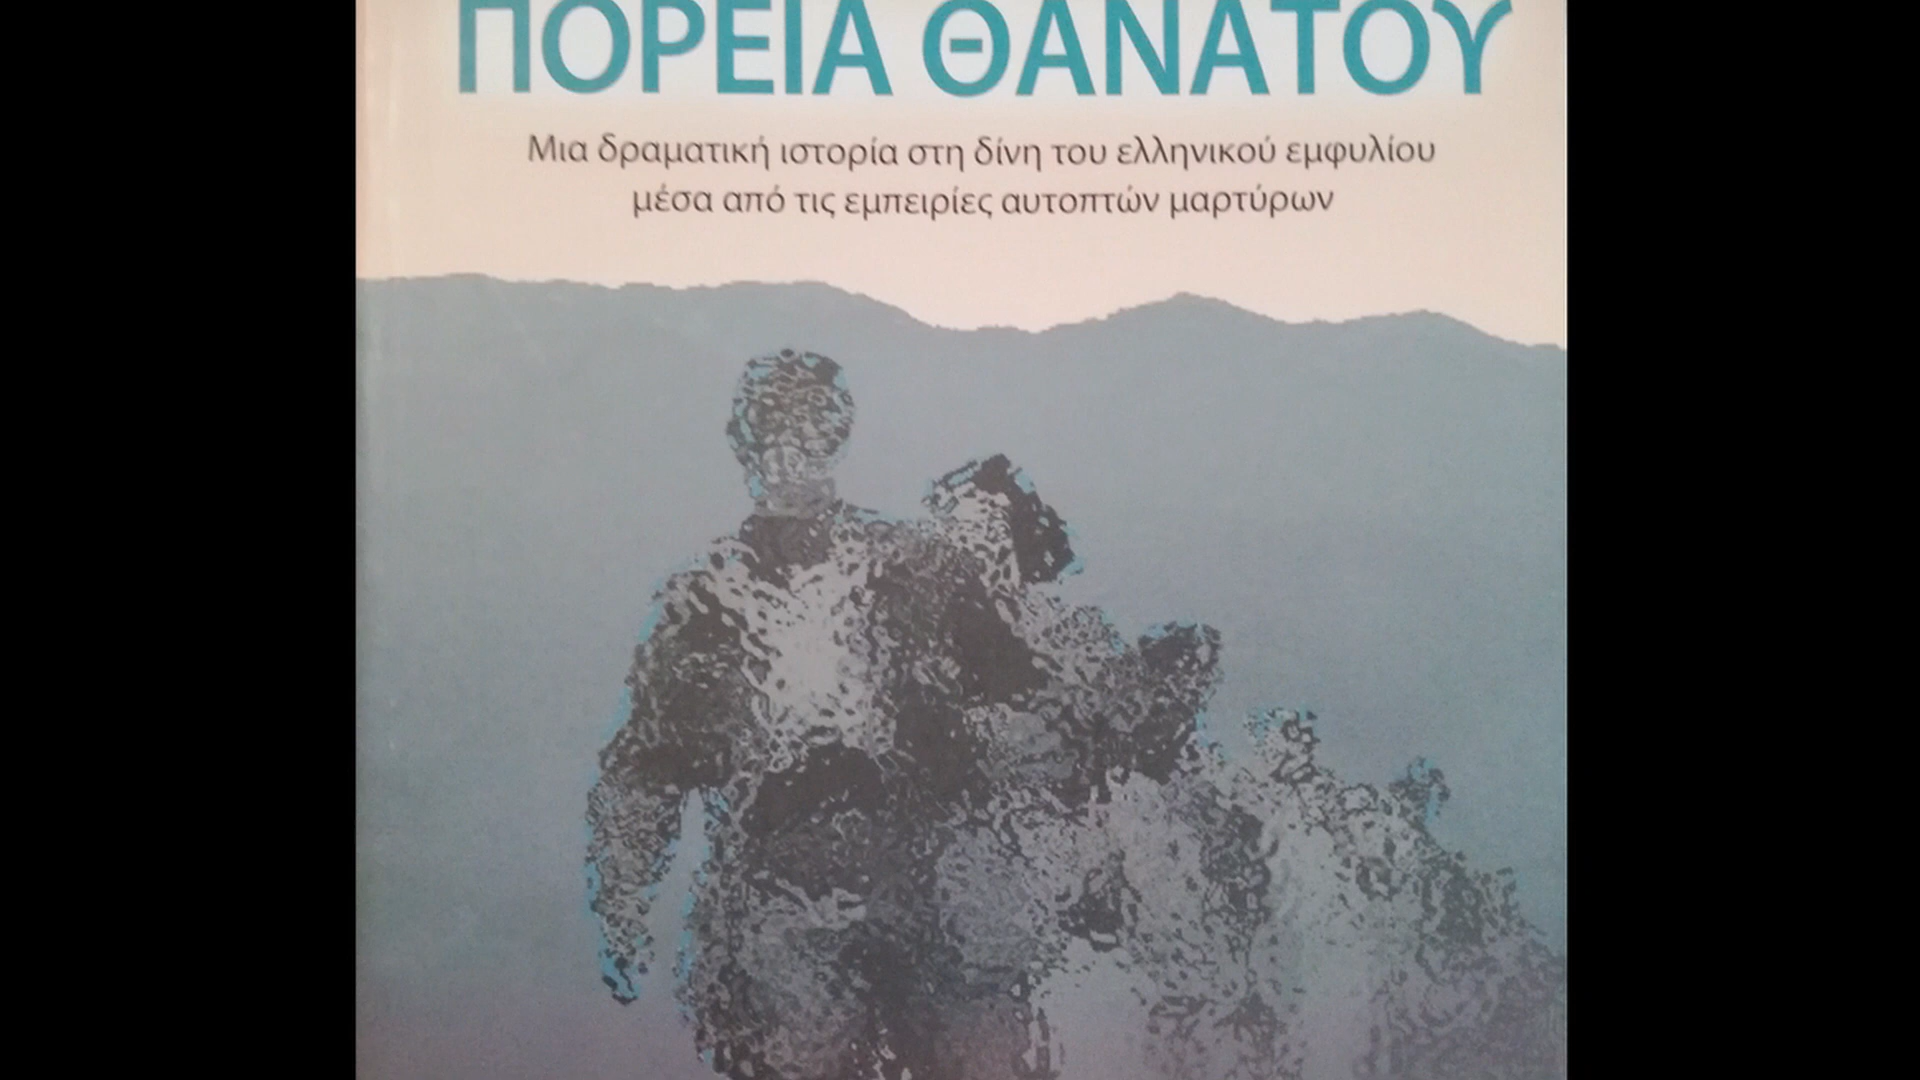 ΠΟΡΕΙΑ ΘΑΝΑΤΟΥ
Μια δραματική ιστορία στη δίνη του ελληνικού εμφυλίου
μέσα από τις εμπειρίες αυτοπτών μαρτύρων